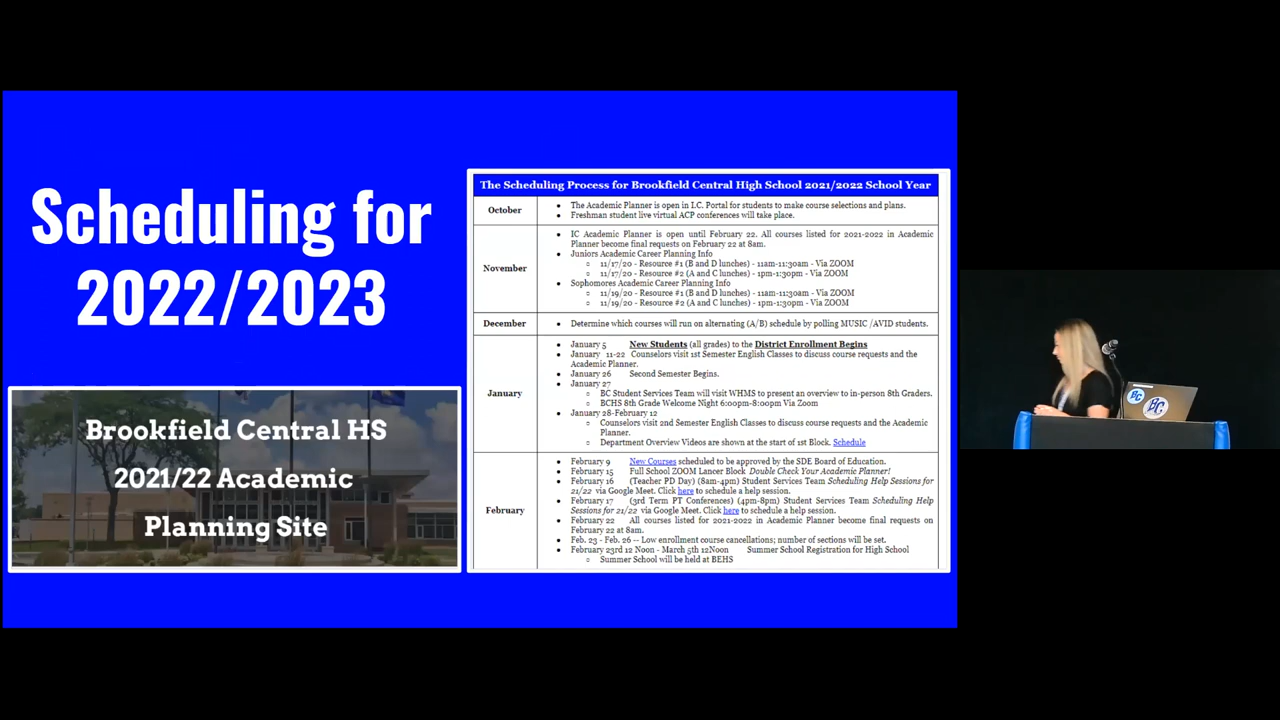 Scheduling for
2022/2023
Brookfield Central HS
2021/22 Academic
Planning Site
The Scheduling Process for Brookfield Central High School 2021/2022 School Year
October
• The Academic Planner is open in I.C. Portal for students to make course selections and plans.
• Freshman student live virtual ACP conferences will take place.
November
• IC Academic Planner is open until February 22. All courses listed for 2021-2022 in Academic
Planner become final requests on February 22 at 8am.
• Juniors Academic Career Planning Info
○ 11/17/20 - Resource #1 (B and D lunches) - 11am-11:30am - Via ZOOM
○ 11/17/20 - Resource #2 (A and C lunches) - 1pm-1:30pm - Via ZOOM
• Sophomores Academic Career Planning Info
○ 11/19/20 - Resource #1 (B and D lunches) - 11am-11:30am - Via ZOOM
○ 11/19/20 - Resource #2 (A and C lunches) - 1pm-1:30pm - Via ZOOM
December
• Determine which courses will run on alternating (A/B) schedule by polling MUSIC /AVID students.
January
• January 5 New Students (all grades) to the District Enrollment Begins
• January 11-22 Counselors visit 1st Semester English Classes to discuss course requests and the
Academic Planner.
• January 26 Second Semester Begins.
• January 27
○ BC Student Services Team will visit WHMS to present an overview to in-person 8th Graders.
○ BCHS 8th Grade Welcome Night 6:00pm-8:00pm Via Zoom
• January 28-February 12
○ Counselors visit 2nd Semester English Classes to discuss course requests and the Academic
Planner.
○ Department Overview Videos are shown at the start of 1st Block. Schedule
February
• February 9 New Courses scheduled to be approved by the SDE Board of Education.
• February 15 Full School ZOOM Lancer Block Double Check Your Academic Planner!
• February 16 (Teacher PD Day) (8am-4pm) Student Services Team Scheduling Help Sessions for
21/22 via Google Meet. Click here to schedule a help session.
• February 17 (3rd Term PT Conferences) (4pm-8pm) Student Services Team Scheduling Help
Sessions for 21/22 via Google Meet. Click here to schedule a help session.
• February 22 All courses listed for 2021-2022 in Academic Planner become final requests on
February 22 at 8am.
• Feb. 23 - Feb. 26 -- Low enrollment course cancellations; number of sections will be set.
• February 23rd 12 Noon - March 5th 12Noon Summer School Registration for High School
○ Summer School will be held at BEHS
BC
BC